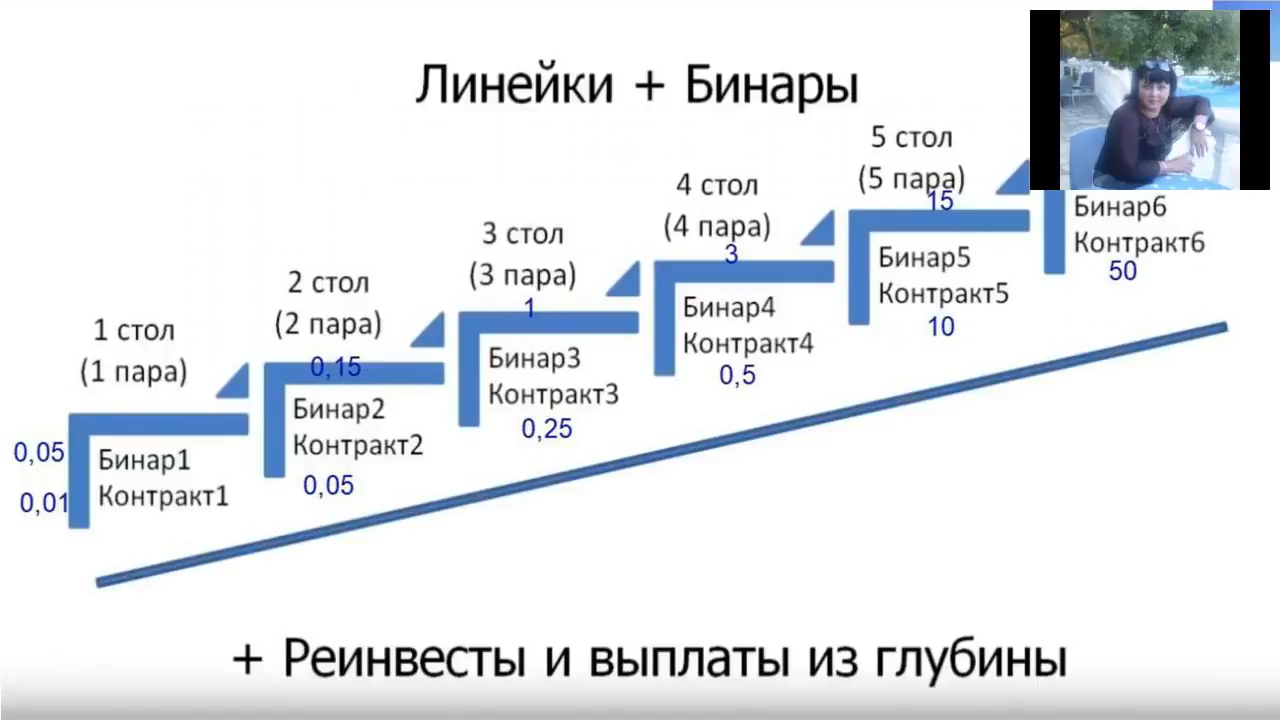 Линейки + Бинары
1 стол
(1 пара)
0,05
0,01
Бинар1
Контракт1
2 стол
(2 пара)
0,15
Бинар2
Контракт2
0,05
3 стол
(3 пара)
1
Бинар3
Контракт3
0,25
4 стол
(4 пара)
3
Бинар4
Контракт4
0,5
5 стол
(5 пара)
15
Бинар5
Контракт5
10
Бинар6
Контракт6
50
+ Реинвесты и выплаты из глубины